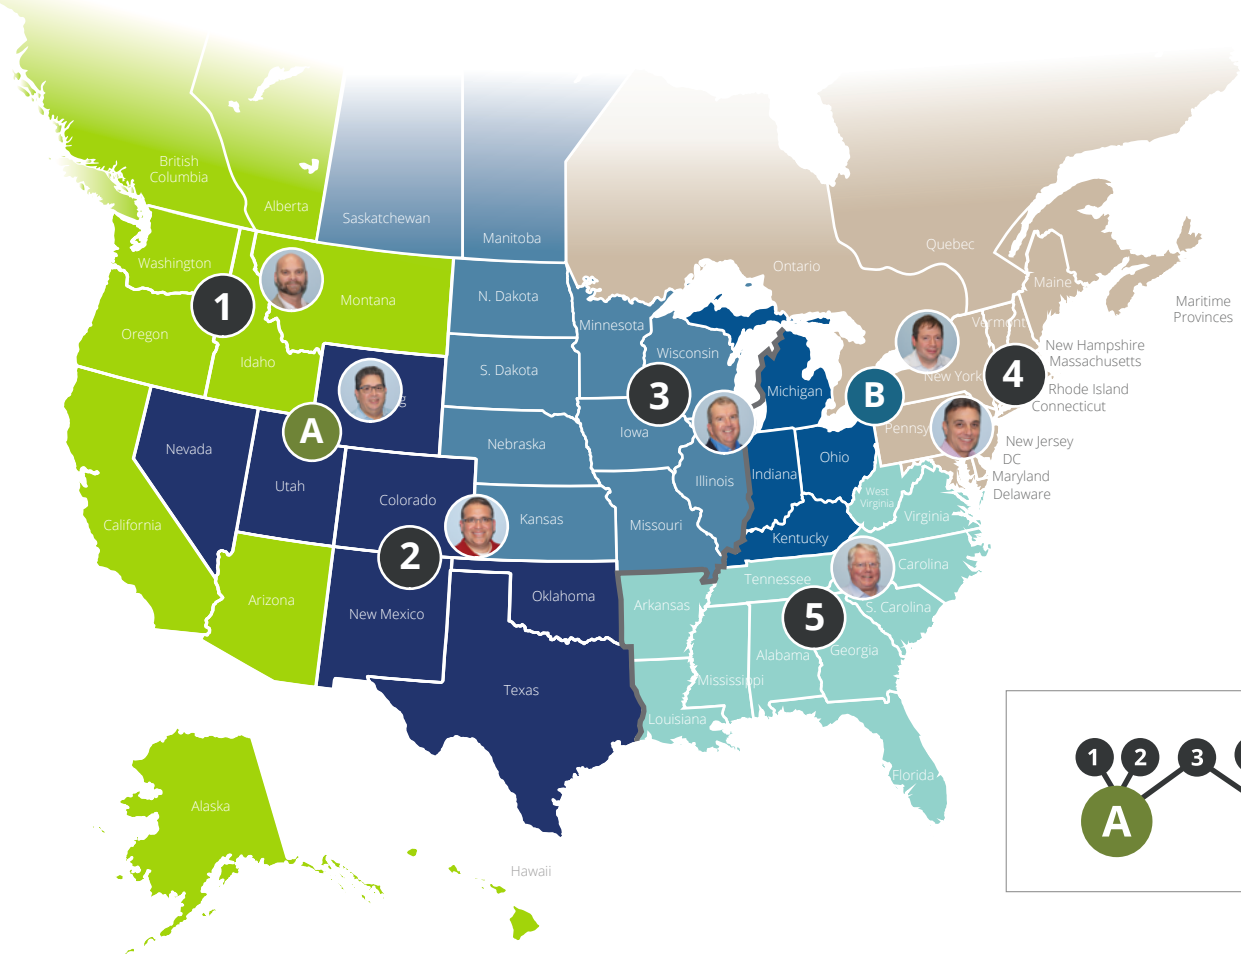 British
Columbia
Alberta
Saskatchewan
Manitoba
Ontario
Quebec
Maine
Maritime
Provinces
Washington
1
Montana
Oregon
Idaho
N. Dakota
Minnesota
Wisconsin
S. Dakota
3
Michigan
B
Vermont
New York
4
New Hampshire
Massachusetts
Rhode Island
Connecticut
New Jersey
DC
Maryland
Delaware
A
Nevada
Utah
Colorado
Nebraska
Iowa
Illinois
Indiana
Ohio
Pennsy
California
Kansas
Missouri
Kentucky
West
Virginia
Virginia
2
Arizona
New Mexico
Oklahoma
Arkansas
Tennessee
Carolina
S. Carolina
5
Texas
Mississippi
Alabama
Georgia
Louisiana
Florida
Alaska
Hawaii
1
2
3
A